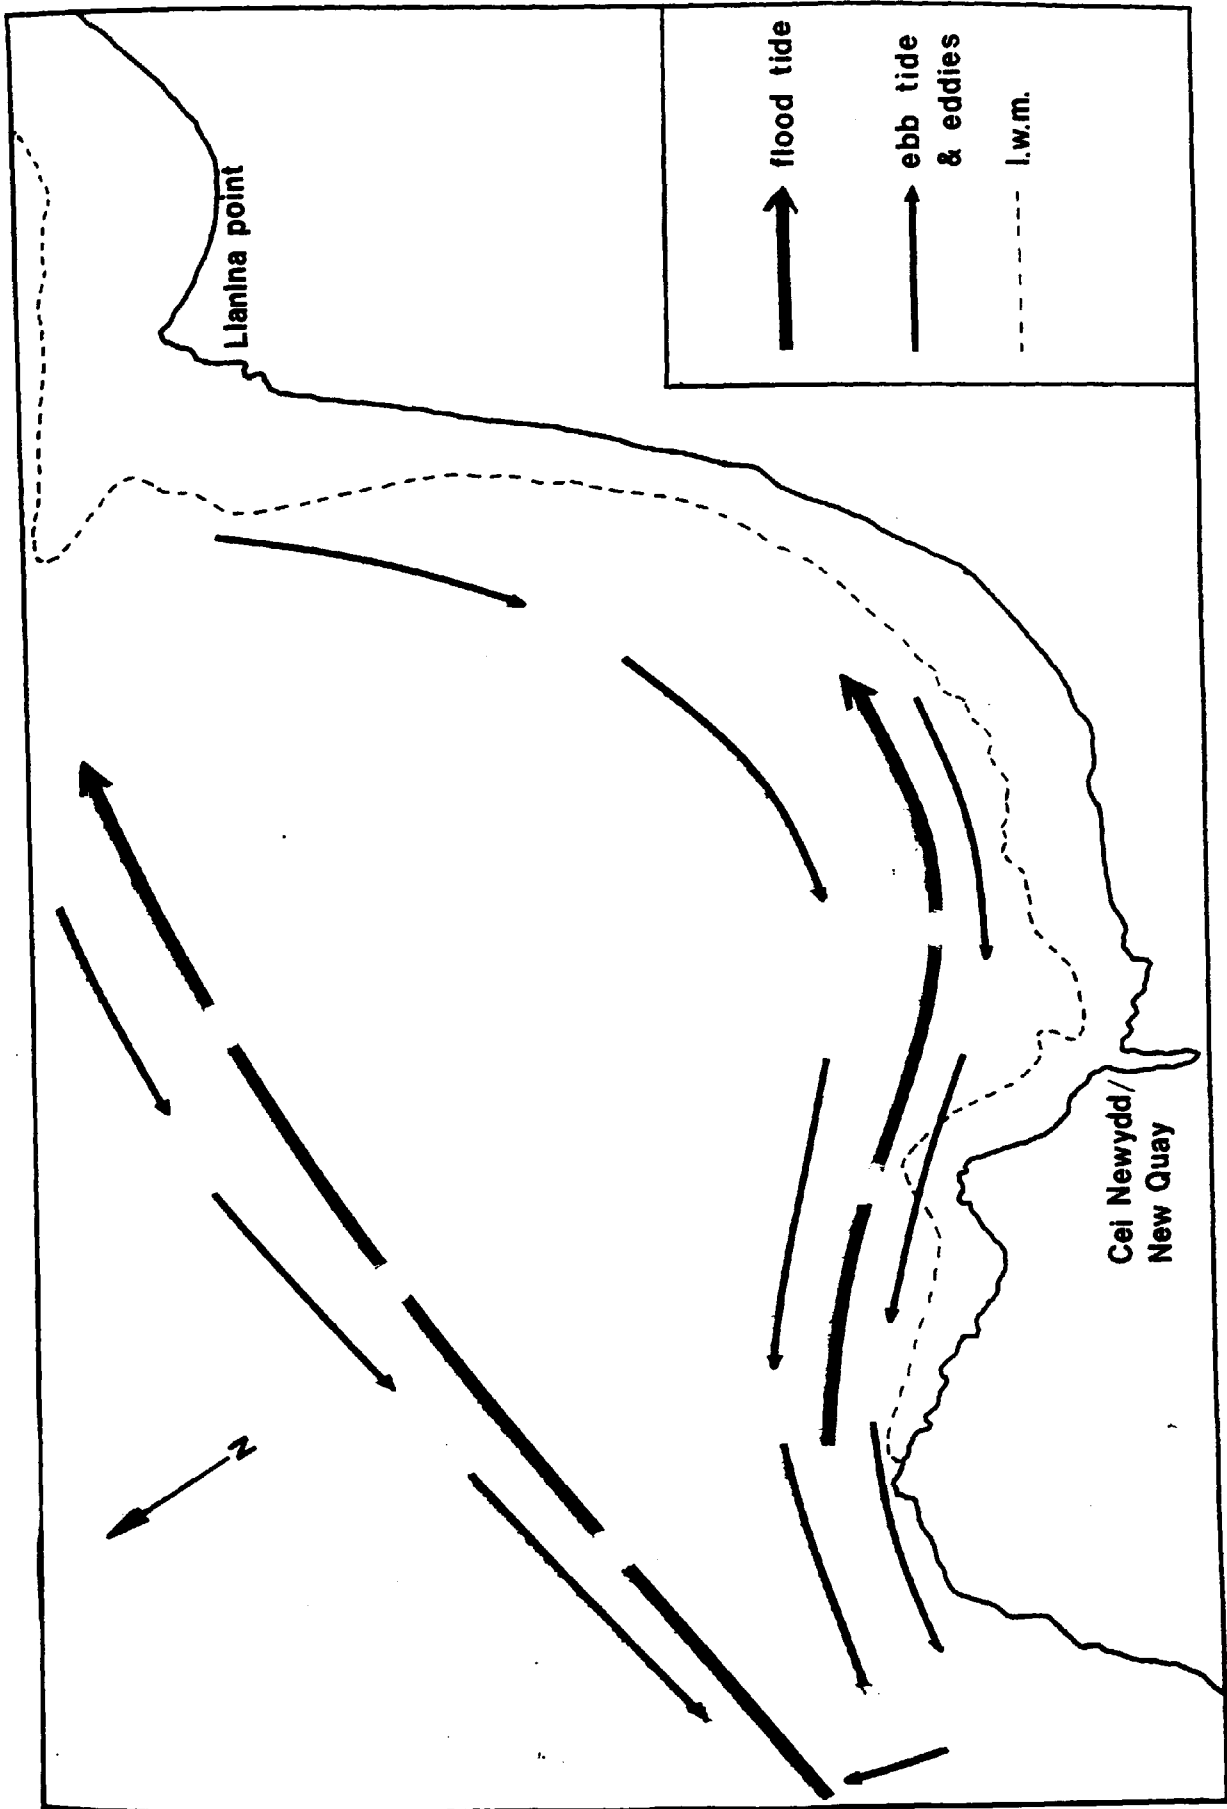 Llanina point
flood tide
ebb tide
& eddies
l.w.m.
N
Cei Newydd/
New Quay